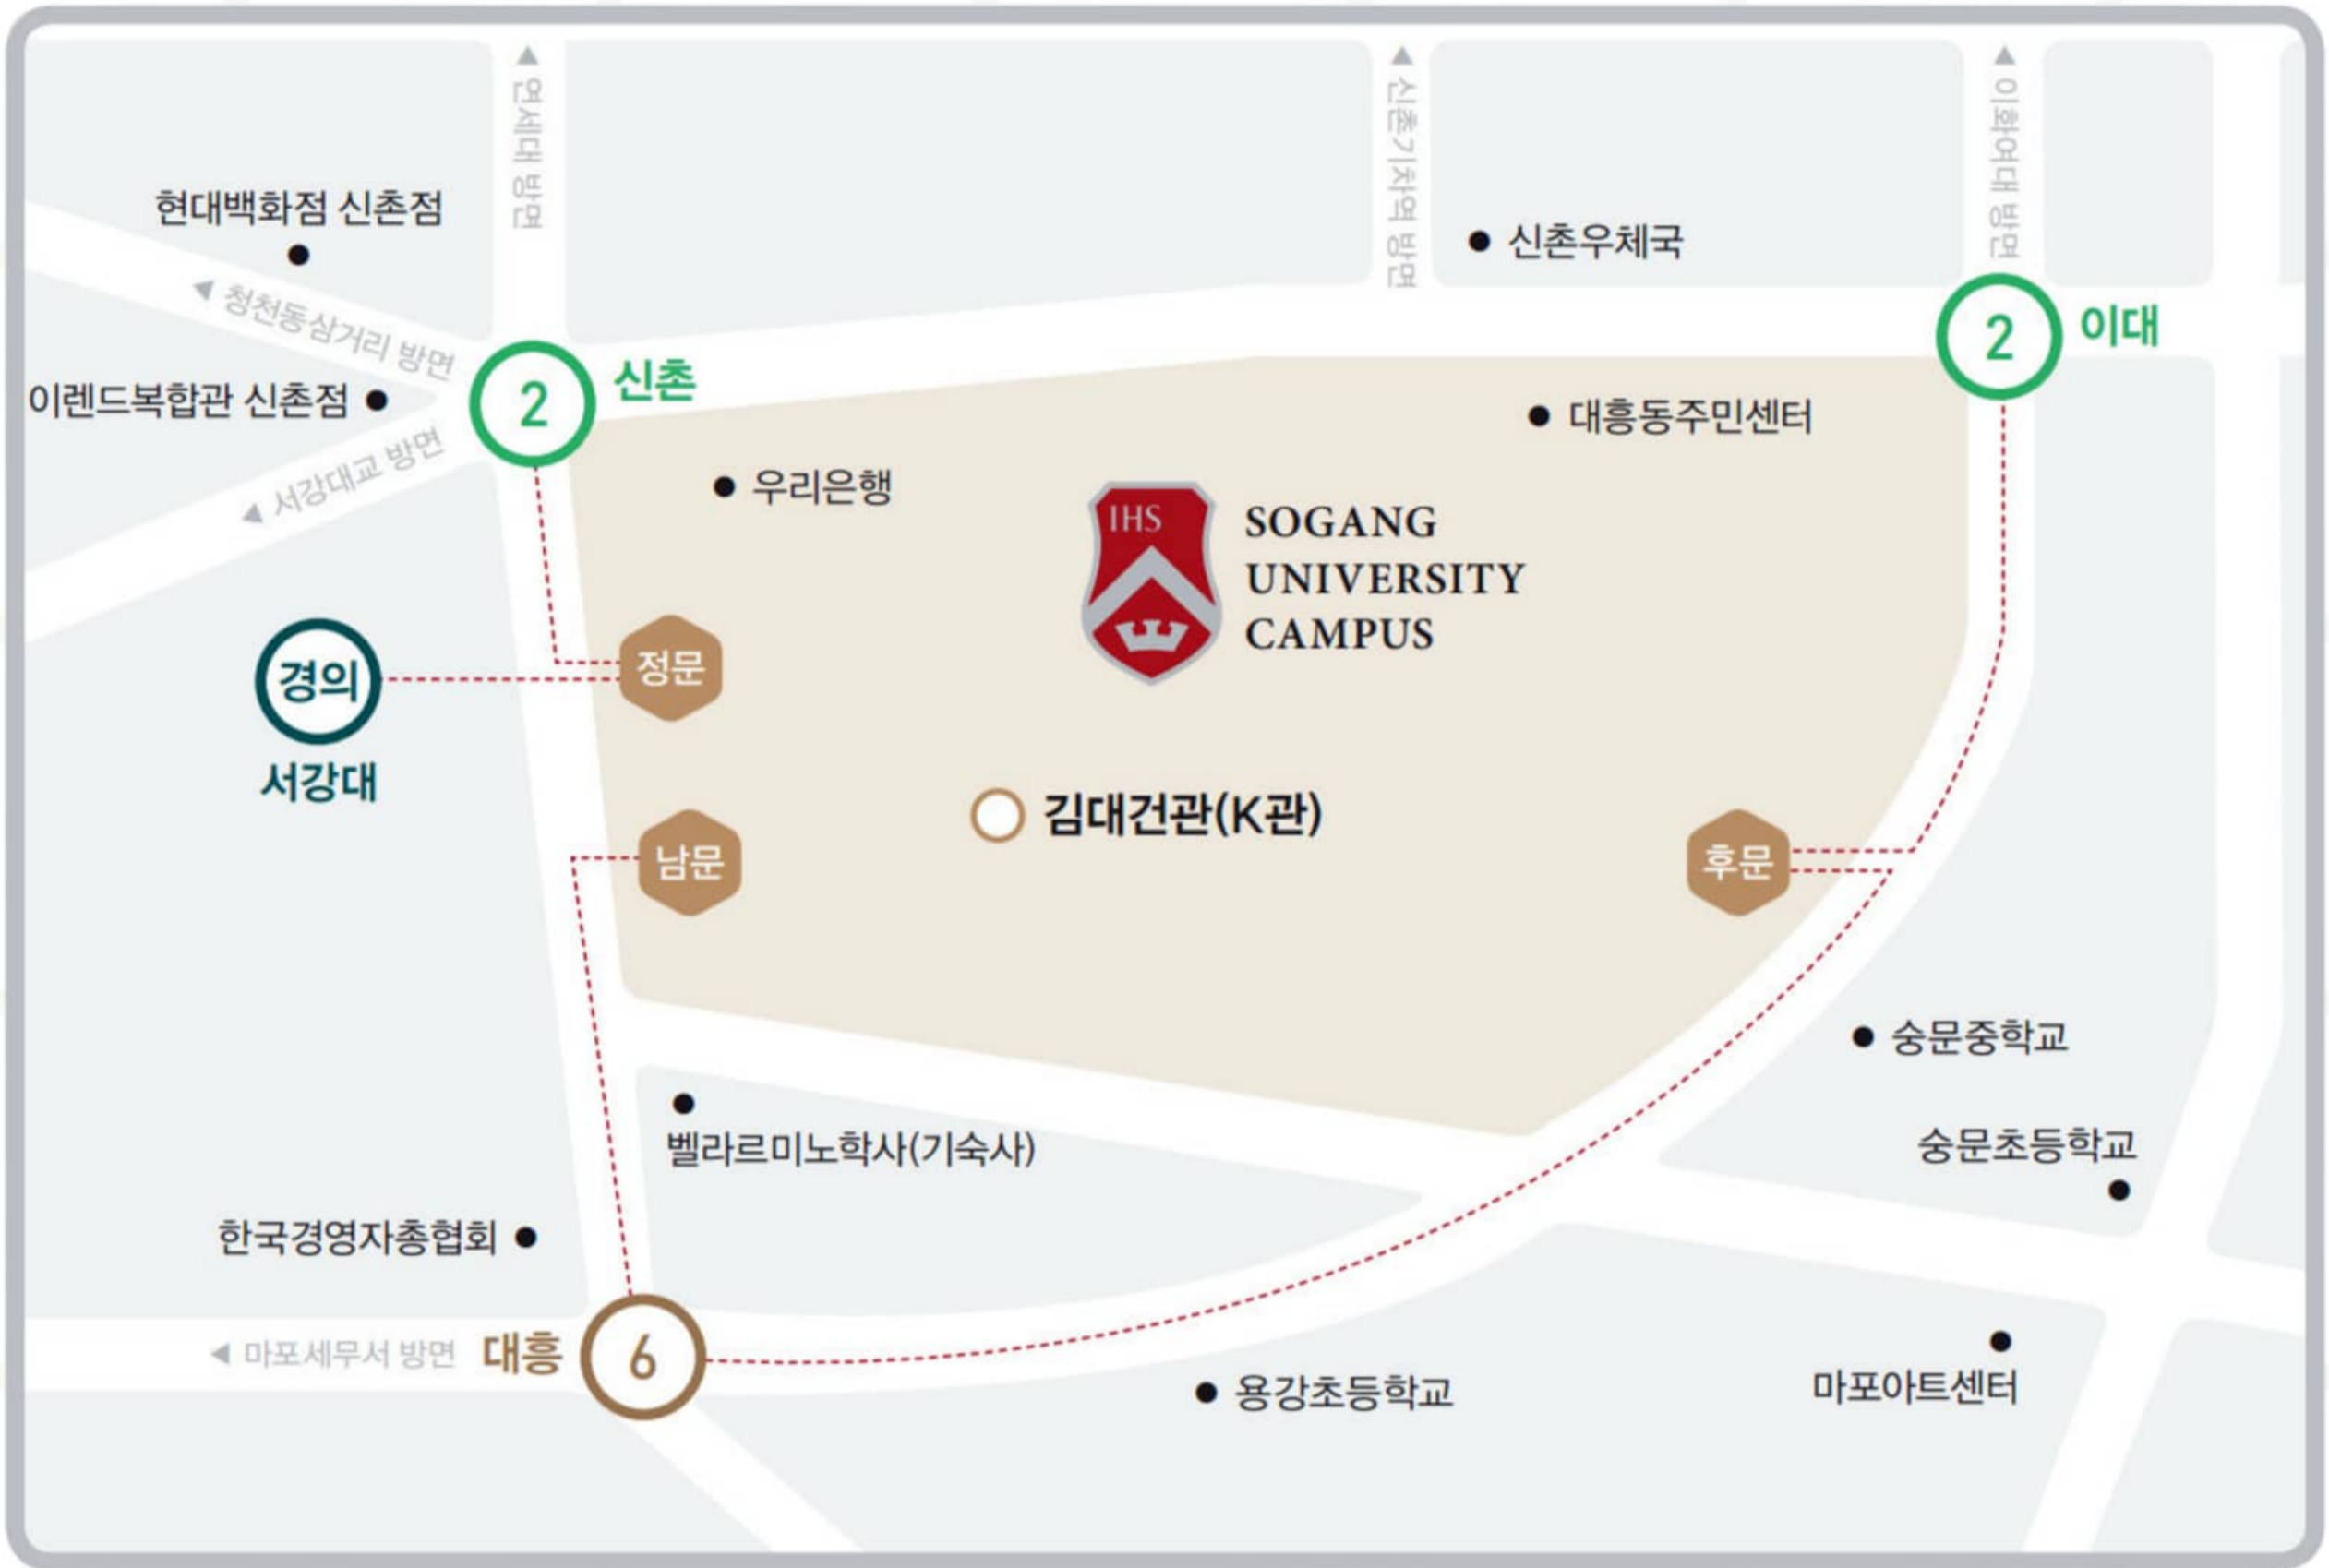 연세대 방면
신촌기차역 방면
이화여대 방면
현대백화점 신촌점
신촌우체국
청천동삼거리 방면
2
이대
이렌드복합관 신촌점
2
신촌
대흥동주민센터
서강대교 방면
우리은행
IHS
SOGANG
UNIVERSITY
CAMPUS
경의
서강대
정문
김대건관(K관)
남문
후문
숭문중학교
벨라르미노학사(기숙사)
숭문초등학교
한국경영자총협회
마포세무서 방면
대흥
6
용강초등학교
마포아트센터